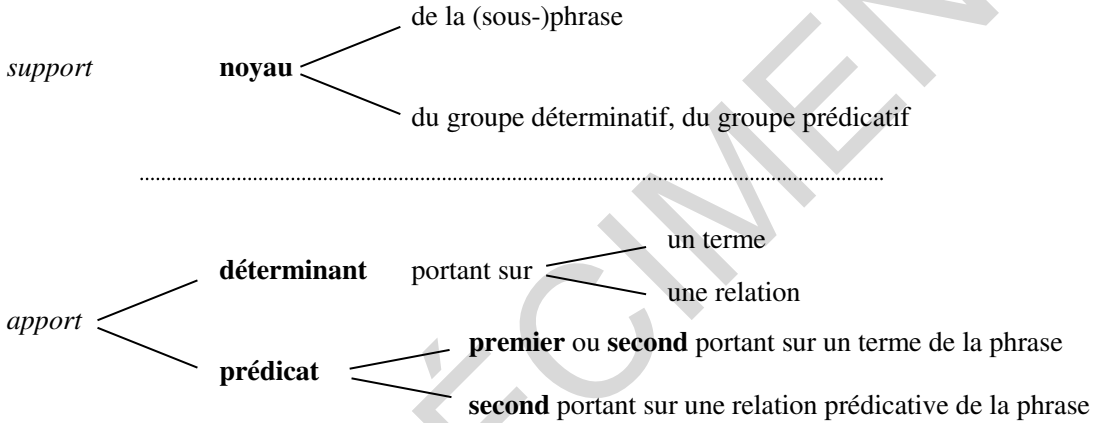 de la (sous-)phrase
support noyau
du groupe déterminatif, du groupe prédicatif
un terme
déterminant portant sur
une relation
apport
premier ou second portant sur un terme de la phrase
prédicat
second portant sur une relation prédicative de la phrase